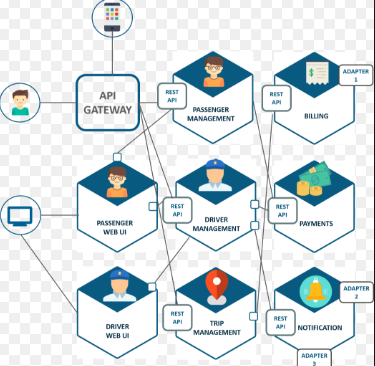 API
GATEWAY
REST
API
PASSENGER
MANAGEMENT
REST
API
BILLING
ADAPTER
1
PASSENGER
WEB UI
REST
API
DRIVER
MANAGEMENT
REST
API
PAYMENTS
DRIVER
WEB UI
REST
API
TRIP
MANAGEMENT
REST
API
NOTIFICATION
ADAPTER
2
ADAPTER
3